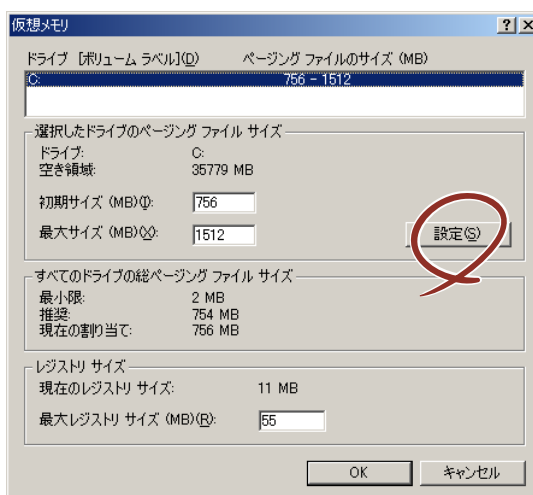 仮想メモリ
ドライブ [ボリューム ラベル](D) ページング ファイルのサイズ (MB)
C: 756 - 1512
選択したドライブのページング ファイル サイズ
ドライブ: C:
空き領域: 35779 MB
初期サイズ (MB)(I): 756
最大サイズ (MB)(X): 1512
設定(S)
すべてのドライブの総ページング ファイル サイズ
最小限: 2 MB
推奨: 754 MB
現在の割り当て: 756 MB
レジストリ サイズ
現在のレジストリ サイズ: 11 MB
最大レジストリ サイズ (MB)(R): 55
OK キャンセル